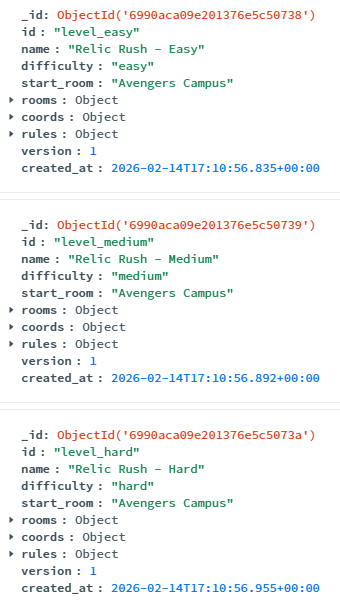 _id: ObjectId('6990aca09e201376e5c50738')
id : "level_easy"
name : "Relic Rush – Easy"
difficulty : "easy"
start_room : "Avengers Campus"
rooms : Object
coords : Object
rules : Object
version : 1
created_at : 2026-02-14T17:10:56.835+00:00
_id: ObjectId('6990aca09e201376e5c50739')
id : "level_medium"
name : "Relic Rush – Medium"
difficulty : "medium"
start_room : "Avengers Campus"
rooms : Object
coords : Object
rules : Object
version : 1
created_at : 2026-02-14T17:10:56.892+00:00
_id: ObjectId('6990aca09e201376e5c5073a')
id : "level_hard"
name : "Relic Rush – Hard"
difficulty : "hard"
start_room : "Avengers Campus"
rooms : Object
coords : Object
rules : Object
version : 1
created_at : 2026-02-14T17:10:56.955+00:00